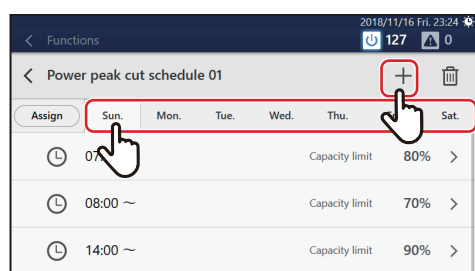 2018/11/16 Fri. 23:24
Functions 127 0
Power peak cut schedule 01
Assign Sun. Mon. Tue. Wed. Thu. Sat.
Capacity limit 80%
08:00 ~ Capacity limit 70%
14:00 ~ Capacity limit 90%